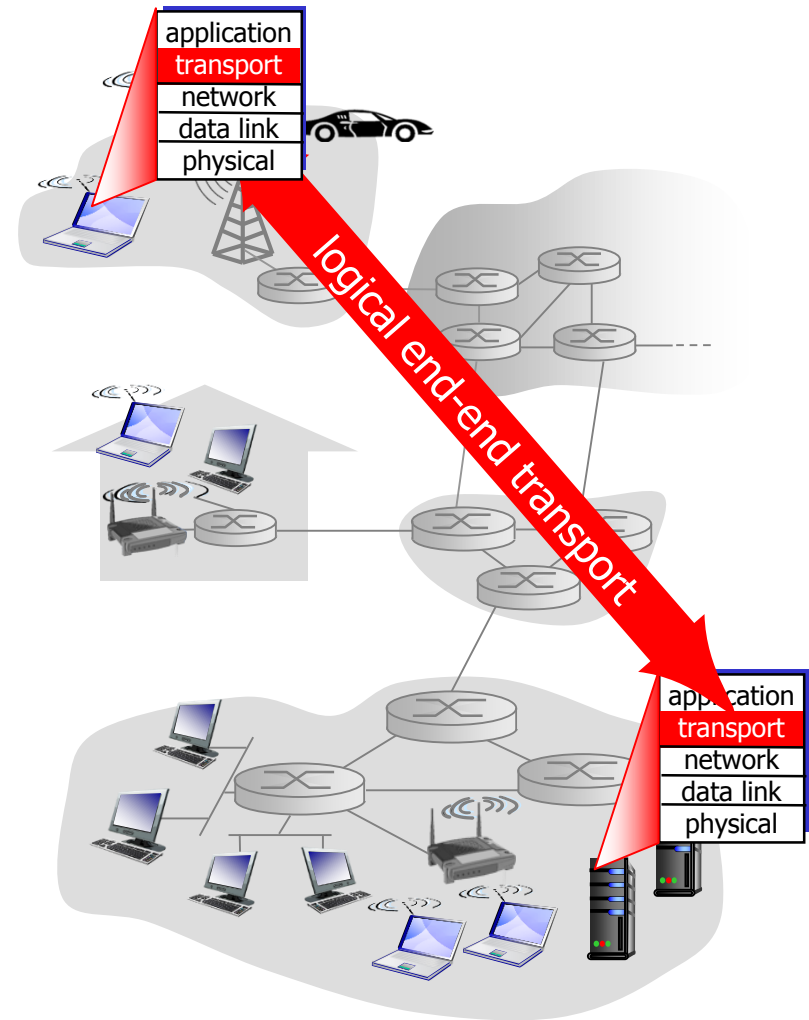 application
transport
network
data link
physical
logical end-end transport
application
transport
network
data link
physical